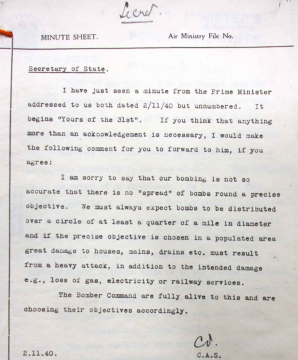 Secret.
MINUTE SHEET. Air Ministry File No.
Secretary of State.
I have just seen a minute from the Prime Minister
addressed to us both dated 2/11/40 but unnumbered. It
begins "Yours of the 31st". If you think that anything
more than an acknowledgement is necessary, I would make
the following comment for you to forward to him, if you
agree:
I am sorry to say that our bombing is not so
accurate that there is no "spread" of bombs round a precise
objective. We must always expect bombs to be distributed
over a circle of at least a quarter of a mile in diameter
and if the precise objective is chosen in a populated area
great damage to houses, mains, drains etc. must result
from a heavy attack, in addition to the intended damage
e.g., loss of gas, electricity or railway services.
The Bomber Command are fully alive to this and are
choosing their objectives accordingly.
2.11.40. C.A.S.